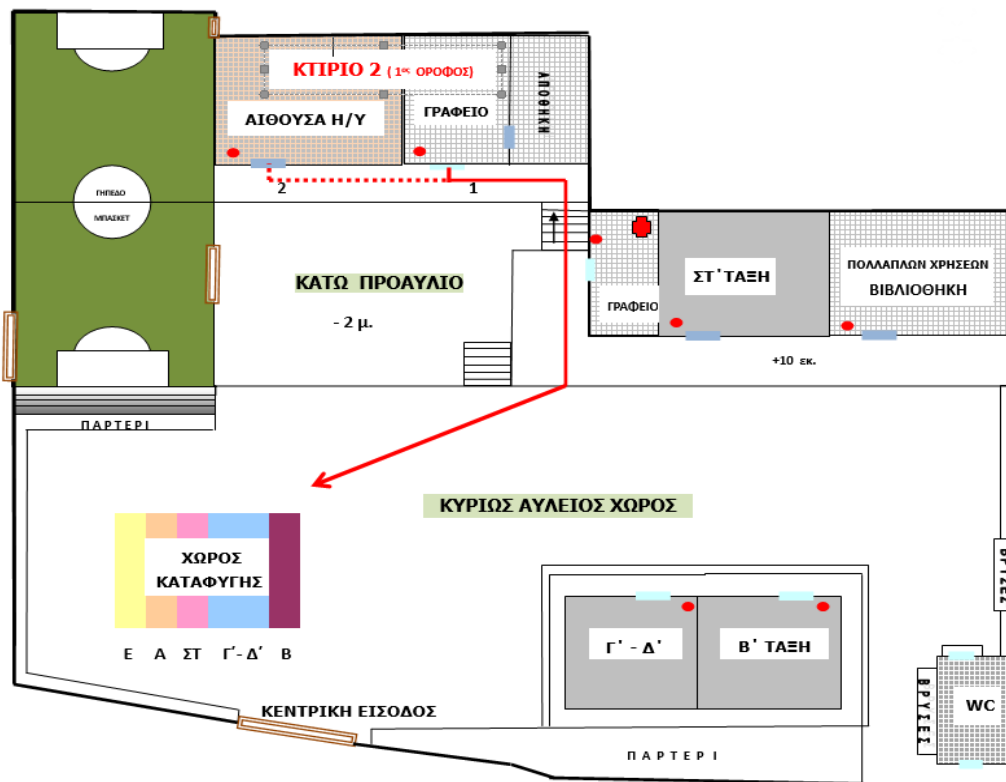 ΚΤΙΡΙΟ 2 ( 1ος ΟΡΟΦΟΣ)
ΑΙΘΟΥΣΑ Η/Υ
ΓΡΑΦΕΙΟ
ΑΠΟΘΗΚΗ
2
1
ΓΗΠΕΔΟ
ΜΠΑΣΚΕΤ
ΚΑΤΩ ΠΡΟΑΥΛΙΟ
- 2 μ.
ΓΡΑΦΕΙΟ
ΣΤ΄ΤΑΞΗ
ΠΟΛΛΑΠΛΩΝ ΧΡΗΣΕΩΝ
ΒΙΒΛΙΟΘΗΚΗ
+10 εκ.
ΠΑΡΤΕΡΙ
ΚΥΡΙΩΣ ΑΥΛΕΙΟΣ ΧΩΡΟΣ
ΧΩΡΟΣ
ΚΑΤΑΦΥΓΗΣ
Ε Α ΣΤ Γ΄- Δ΄ Β
Γ΄ - Δ΄
Β΄ ΤΑΞΗ
ΒΡΥΣΕΣ
ΒΡΥΣΕΣ
WC
ΚΕΝΤΡΙΚΗ ΕΙΣΟΔΟΣ
ΠΑΡΤΕΡΙ